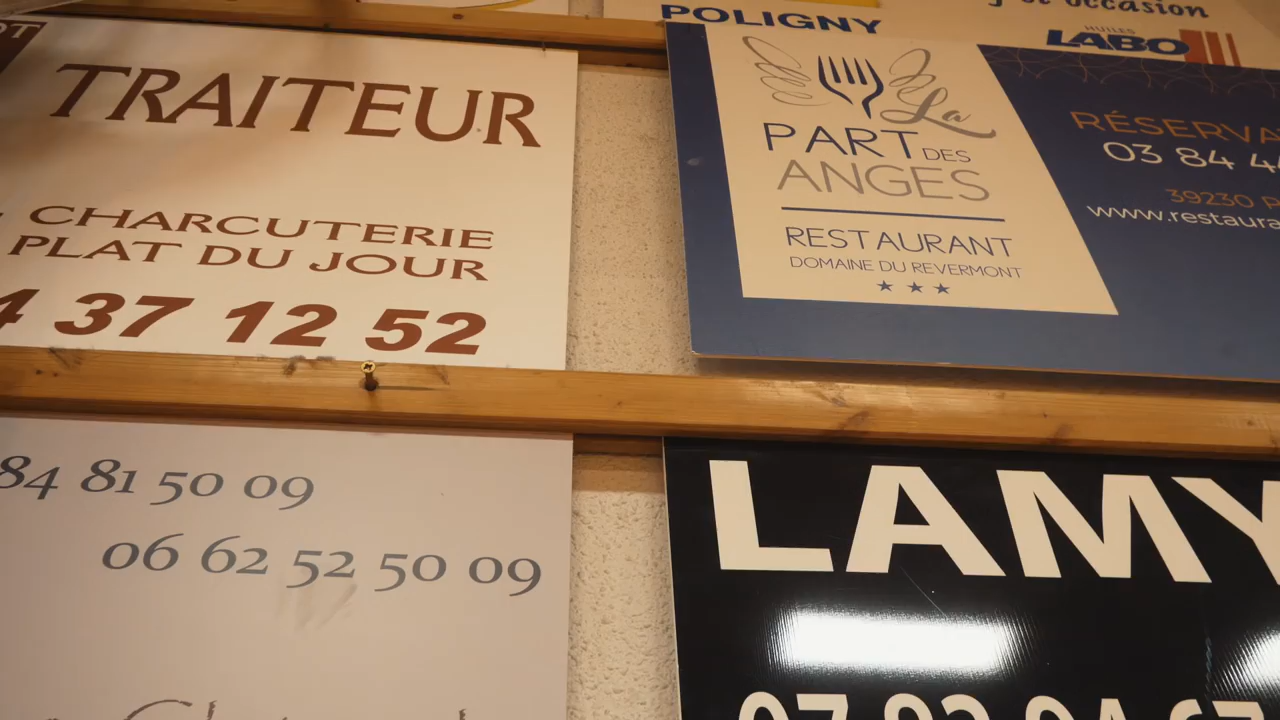 TRAITEUR
CHARCUTERIE
PLAT DU JOUR
4 37 12 52
84 81 50 09
06 62 52 50 09
POLIGNY
occasion
HUILES
LABO
La
PART DES
ANGES
RESTAURANT
DOMAINE DU REVERMONT
RÉSERVA
03 84 4
39230 P
www.restaura
LAMY